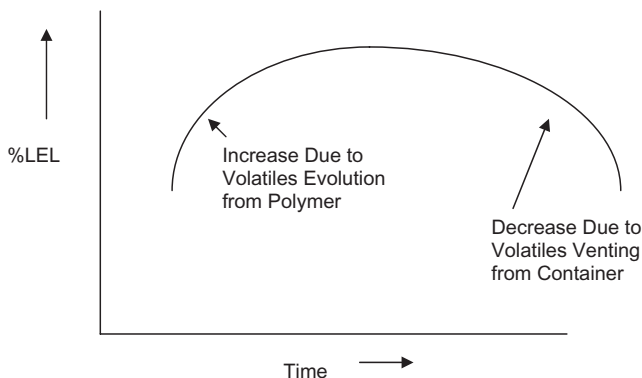 %LEL
Increase Due to
Volatiles Evolution
from Polymer
Decrease Due to
Volatiles Venting
from Container
Time